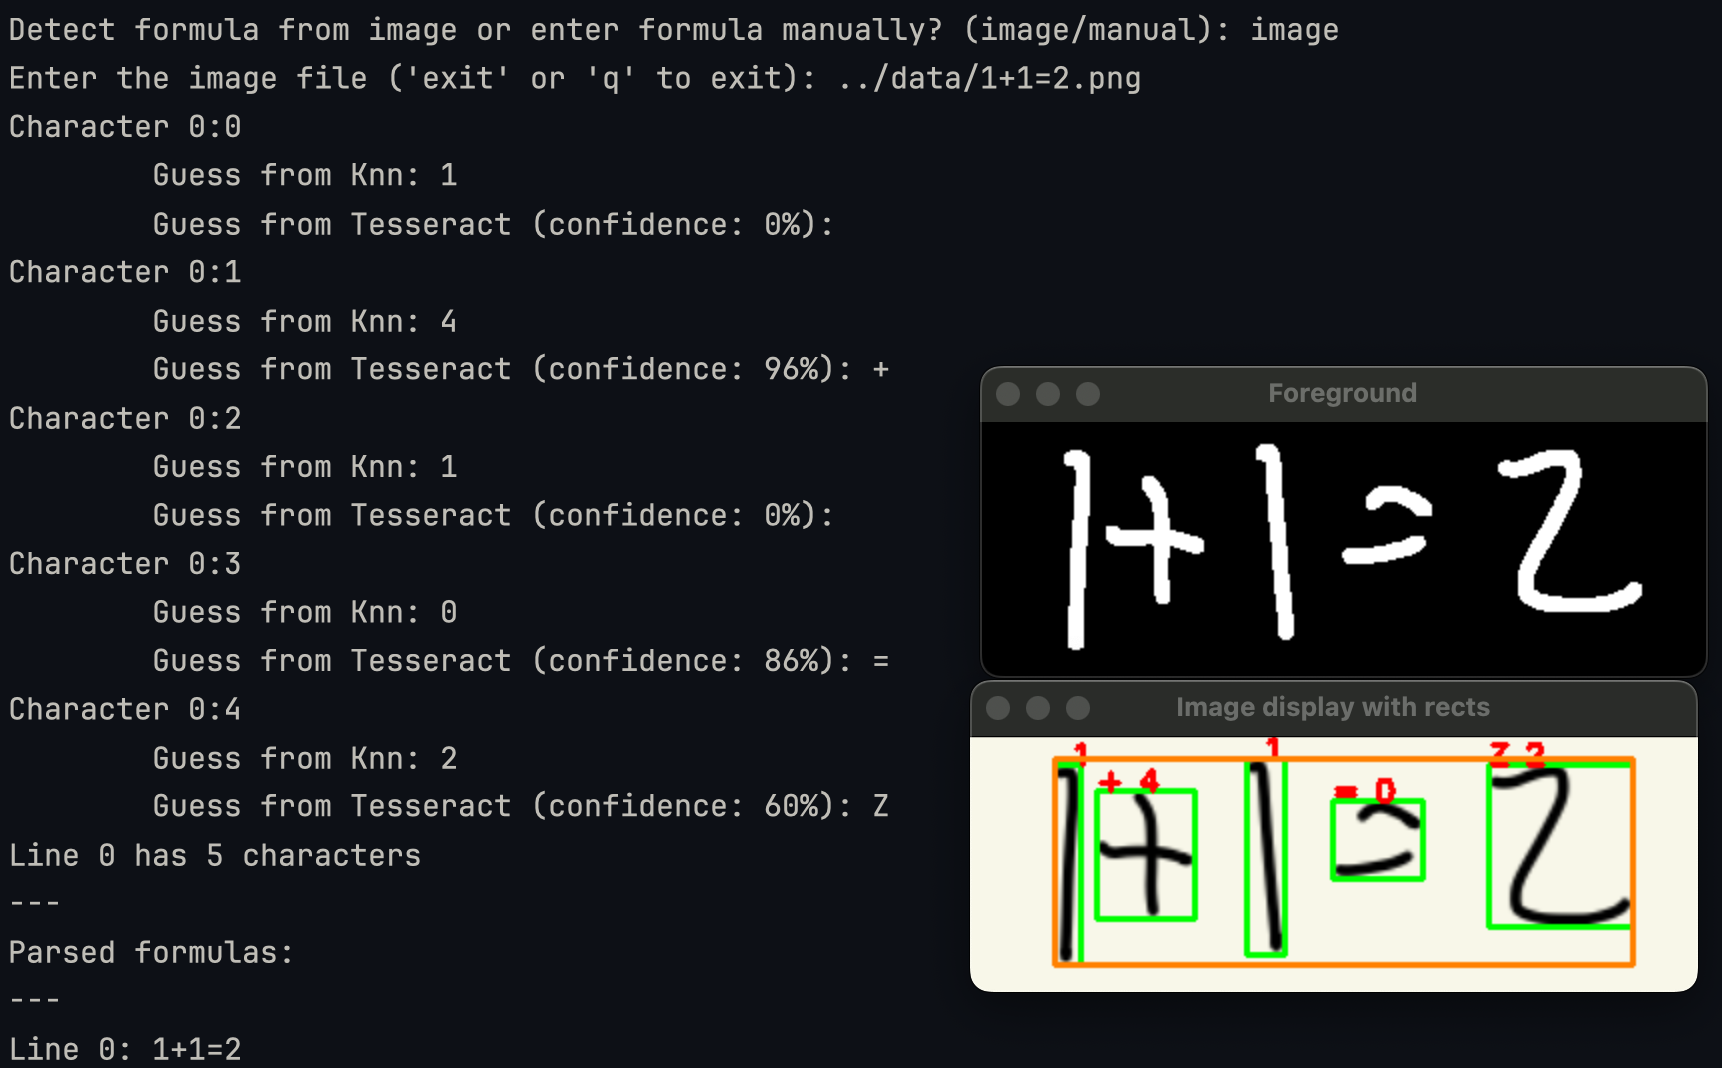 Detect formula from image or enter formula manually? (image/manual): image
Enter the image file ('exit' or 'q' to exit): ../data/1+1=2.png
Character 0:0
Guess from Knn: 1
Guess from Tesseract (confidence: 0%):
Character 0:1
Guess from Knn: 4
Guess from Tesseract (confidence: 96%): +
Character 0:2
Guess from Knn: 1
Guess from Tesseract (confidence: 0%):
Character 0:3
Guess from Knn: 0
Guess from Tesseract (confidence: 86%): =
Character 0:4
Guess from Knn: 2
Guess from Tesseract (confidence: 60%): Z
Line 0 has 5 characters
---
Parsed formulas:
---
Line 0: 1+1=2
Foreground
1+1=2
Image display with rects
1 + 4 1 = 0 Z 2
1+1=2